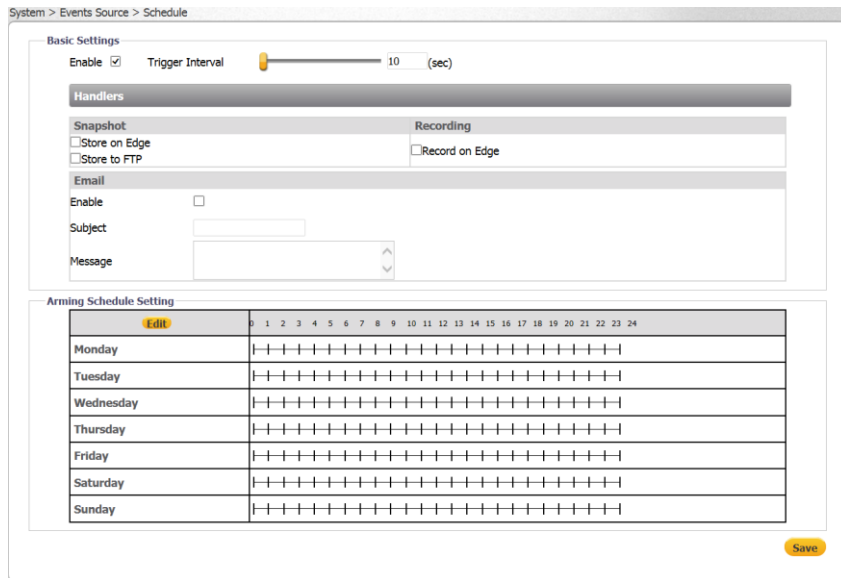 System > Events Source > Schedule
Basic Settings
Enable Trigger Interval 10 (sec)
Handlers
Snapshot Recording
Store on Edge
Record on Edge
Store to FTP
Email
Enable
Subject
Message
Arming Schedule Setting
Edit 0 1 2 3 4 5 6 7 8 9 10 11 12 13 14 15 16 17 18 19 20 21 22 23 24
Monday
Tuesday
Wednesday
Thursday
Friday
Saturday
Sunday
Save